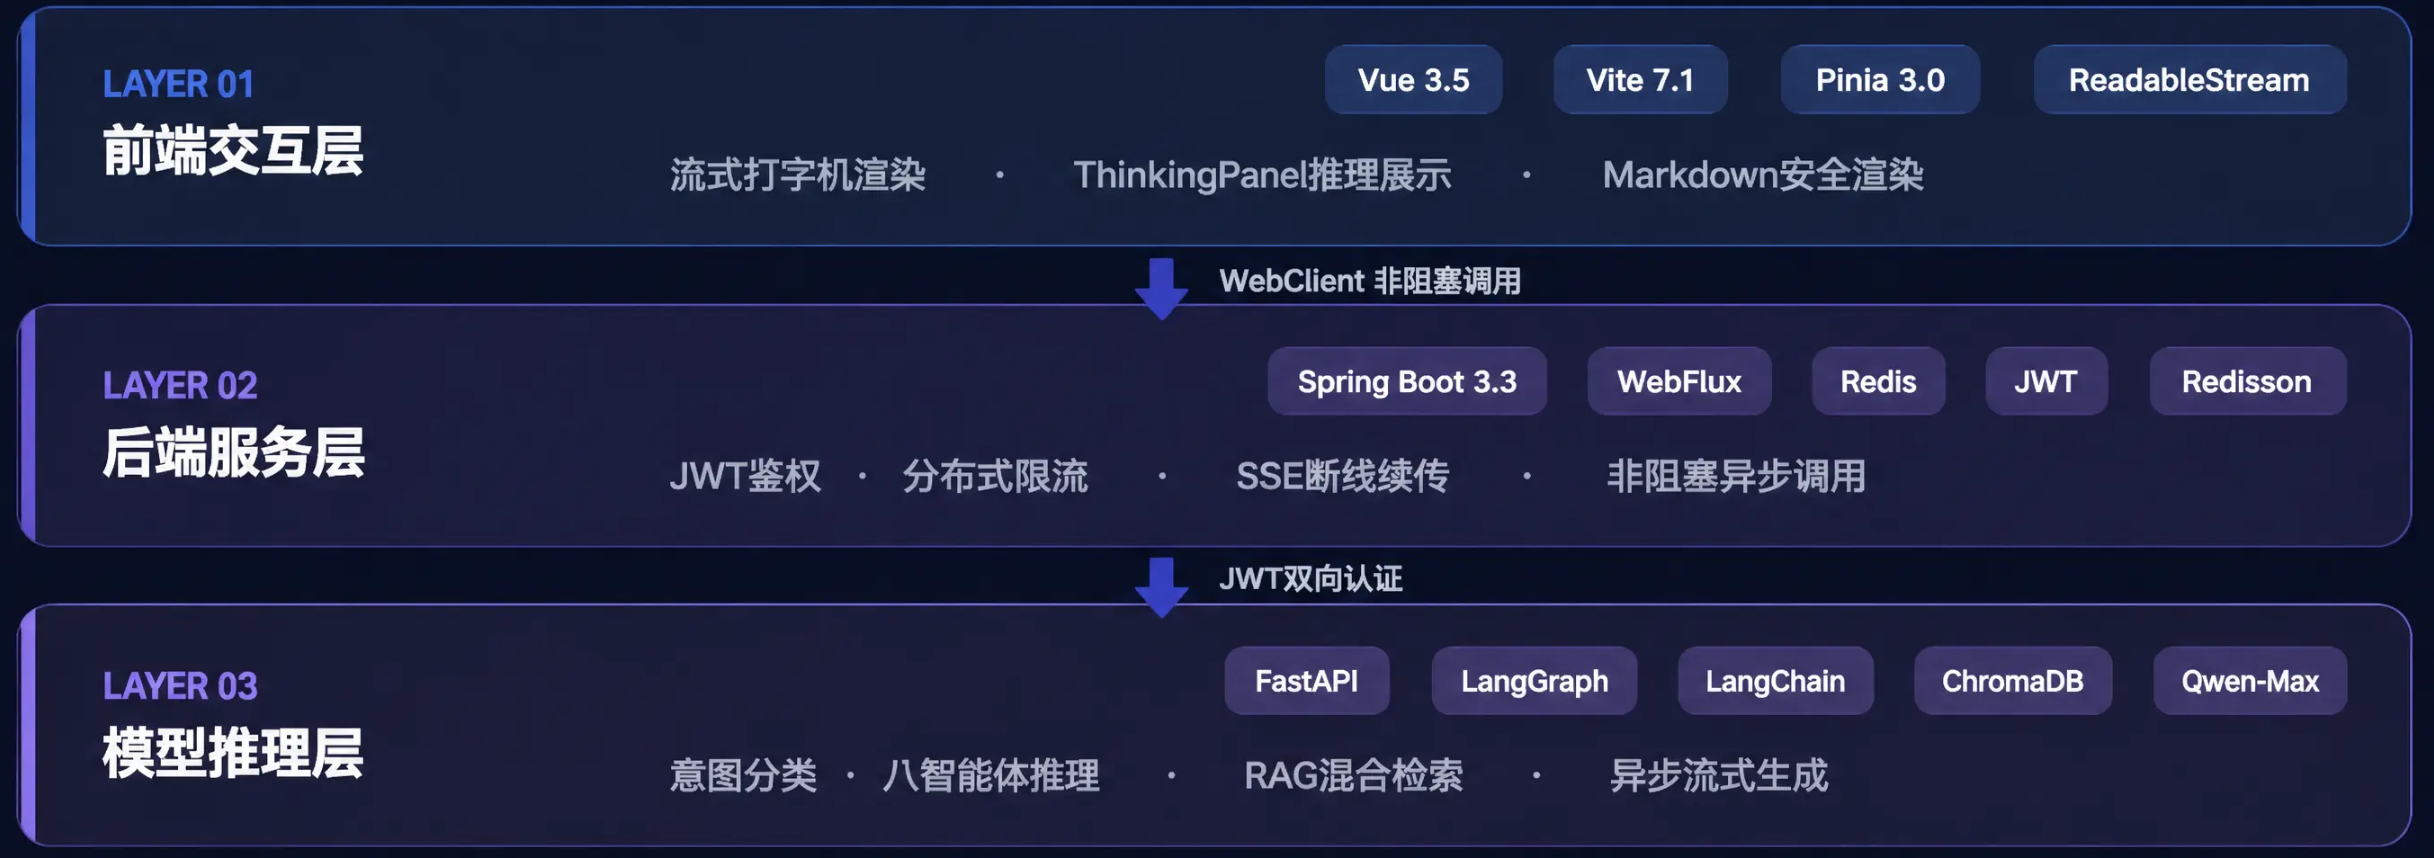 LAYER 01
前端交互层
Vue 3.5 Vite 7.1 Pinia 3.0 ReadableStream
流式打字机渲染 · ThinkingPanel推理展示 · Markdown安全渲染
WebClient 非阻塞调用
LAYER 02
后端服务层
Spring Boot 3.3 WebFlux Redis JWT Redisson
JWT鉴权 · 分布式限流 · SSE断线续传 · 非阻塞异步调用
JWT双向认证
LAYER 03
模型推理层
FastAPI LangGraph LangChain ChromaDB Qwen-Max
意图分类 · 八智能体推理 · RAG混合检索 · 异步流式生成